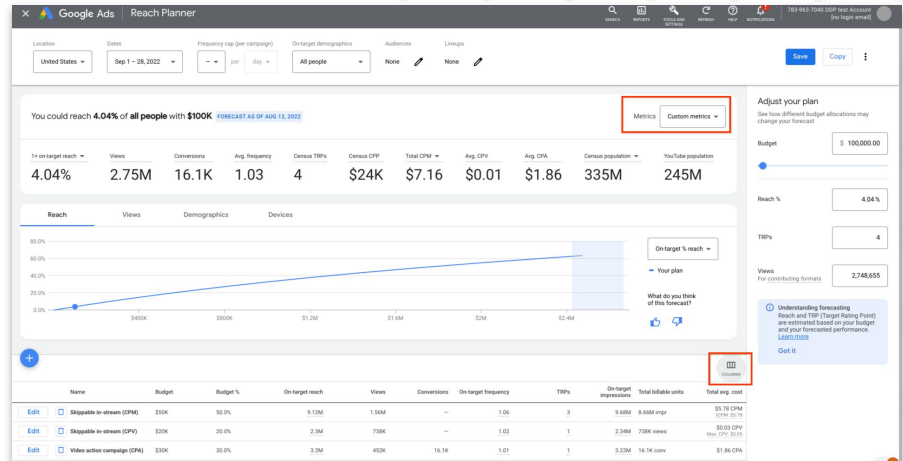 Google Ads Reach Planner
SEARCH REPORTS TOOLS AND SETTINGS REFRESH HELP NOTIFICATIONS
783-963-7040 DDP test Account
[no login email]
Location Dates Frequency cap (per campaign) On-target demographics Audiences Lineups
United States Sep 1 – 28, 2022 – per day All people None None
Save Copy
You could reach 4.04% of all people with $100K FORECAST AS OF AUG 12, 2022
Metrics Custom metrics
1+ on-target reach Views Conversions Avg. frequency Census TRPs Census CPP Total CPM Avg. CPV Avg. CPA Census population YouTube population
4.04% 2.75M 16.1K 1.03 4 $24K $7.16 $0.01 $1.86 335M 245M
Reach Views Demographics Devices
80.0%
60.0%
40.0%
20.0%
0.0%
$400K $800K $1.2M $1.6M $2M $2.4M
On-target % reach
Your plan
What do you think
of this forecast?
Adjust your plan
See how different budget allocations may
change your forecast
Budget $ 100,000.00
Reach % 4.04%
TRPs 4
Views
For contributing formats 2,748,655
Understanding forecasting
Reach and TRP (Target Rating Point)
are estimated based on your budget
and your forecasted performance.
Learn more
Got it
COLUMNS
Name Budget Budget % On-target reach Views Conversions On-target frequency TRPs On-target impressions Total billable units Total avg. cost
Edit Skippable in-stream (CPM) $50K 50.0% 9.12M 1.56M – 1.06 3 9.68M 8.66M impr $5.78 CPM
tCPM: $5.78
Edit Skippable in-stream (CPV) $20K 20.0% 2.3M 738K – 1.02 1 2.34M 738K views $0.03 CPV
Max. CPV: $0.03
Edit Video action campaign (CPA) $30K 30.0% 3.2M 452K 16.1K 1.01 1 3.23M 16.1K conv $1.86 CPA